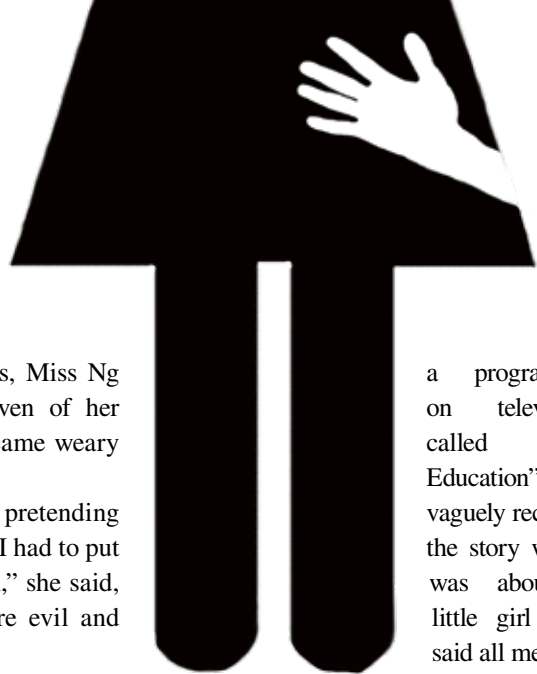 s, Miss Ng
ven of her
ame weary
pretending
I had to put
,” she said,
re evil and
a progra
on telev
called
Education”
vaguely rec
the story w
was abou
little girl
said all me